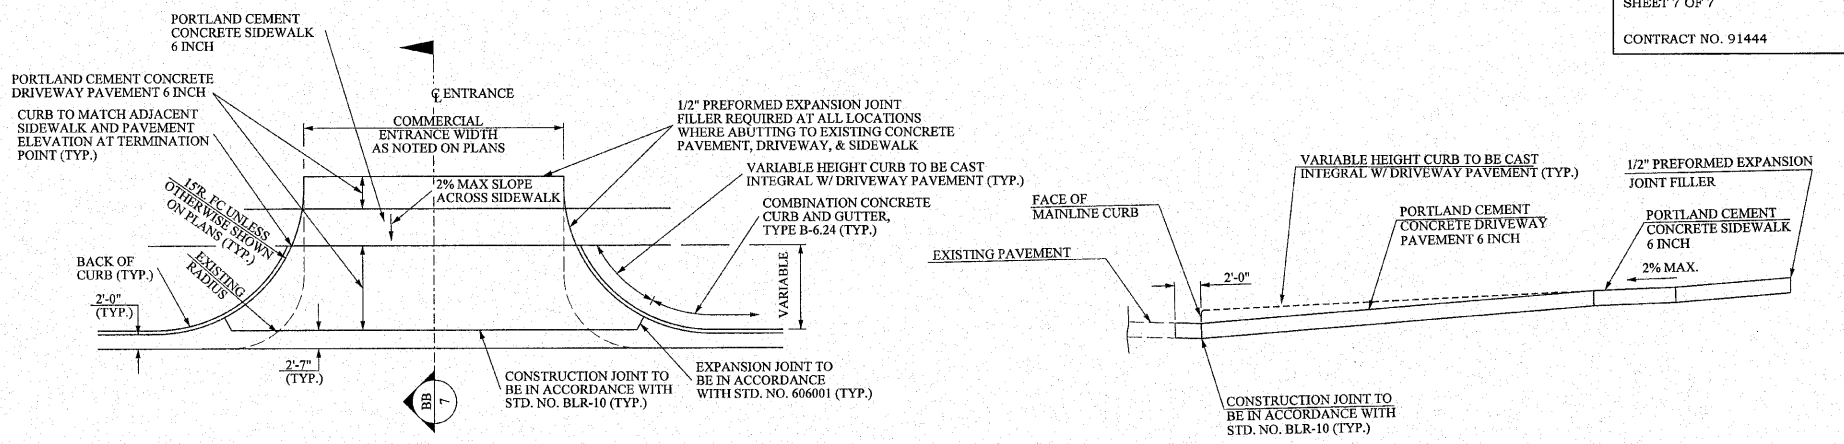 SHEET 7 OF 7
CONTRACT NO. 91444
PORTLAND CEMENT
CONCRETE SIDEWALK
6 INCH
PORTLAND CEMENT CONCRETE
DRIVEWAY PAVEMENT 6 INCH
CURB TO MATCH ADJACENT
SIDEWALK AND PAVEMENT
ELEVATION AT TERMINATION
POINT (TYP.)
15'R. FC UNLESS
OTHERWISE SHOWN
ON PLANS (TYP.)
EXISTING
RADIUS
BACK OF
CURB (TYP.)
2'-0"
(TYP.)
2'-7"
(TYP.)
℄ ENTRANCE
COMMERCIAL
ENTRANCE WIDTH
AS NOTED ON PLANS
2% MAX SLOPE
ACROSS SIDEWALK
1/2" PREFORMED EXPANSION JOINT
FILLER REQUIRED AT ALL LOCATIONS
WHERE ABUTTING TO EXISTING CONCRETE
PAVEMENT, DRIVEWAY, & SIDEWALK
VARIABLE HEIGHT CURB TO BE CAST
INTEGRAL W/ DRIVEWAY PAVEMENT (TYP.)
COMBINATION CONCRETE
CURB AND GUTTER,
TYPE B-6.24 (TYP.)
VARIABLE
BB
7
CONSTRUCTION JOINT TO
BE IN ACCORDANCE WITH
STD. NO. BLR-10 (TYP.)
EXPANSION JOINT TO
BE IN ACCORDANCE
WITH STD. NO. 606001 (TYP.)
VARIABLE HEIGHT CURB TO BE CAST
INTEGRAL W/ DRIVEWAY PAVEMENT (TYP.)
1/2" PREFORMED EXPANSION
JOINT FILLER
FACE OF
MAINLINE CURB
PORTLAND CEMENT
CONCRETE DRIVEWAY
PAVEMENT 6 INCH
PORTLAND CEMENT
CONCRETE SIDEWALK
6 INCH
EXISTING PAVEMENT
2'-0"
2% MAX.
CONSTRUCTION JOINT TO
BE IN ACCORDANCE WITH
STD. NO. BLR-10 (TYP.)